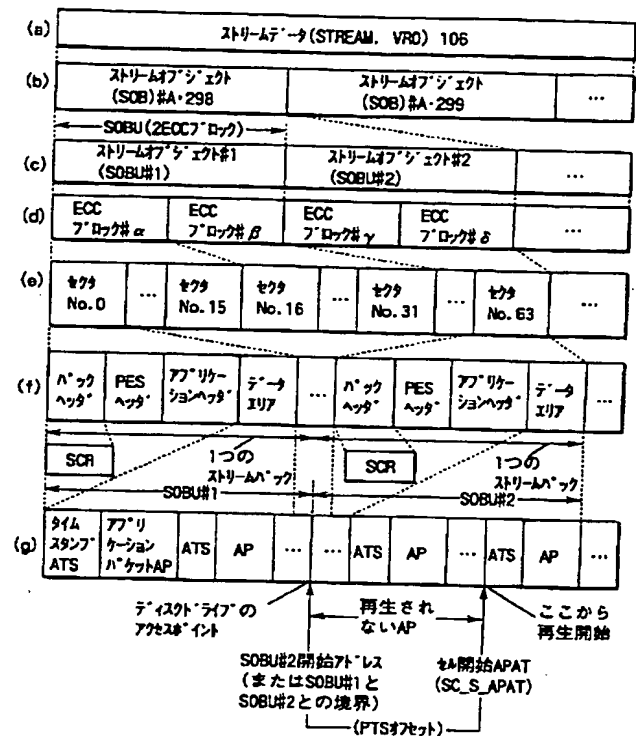 (a) ストリームデータ(STREAM. VRO) 106
(b) ストリームオブジェクト ストリームオブジェクト
(SOB)#A・298 (SOB)#A・299 ...
SOBU(2ECCブロック)
(c) ストリームオブジェクト#1 ストリームオブジェクト#2
(SOBU#1) (SOBU#2) ...
(d) ECC ECC ECC ECC
ブロック#α ブロック#β ブロック#γ ブロック#δ ...
(e) セクタ ... セクタ セクタ ... セクタ ... セクタ ...
No.0 No.15 No.16 No.31 No.63
(f) パック PES アプリケー データ ... パック PES アプリケー データ ...
ヘッダ ヘッダ ションヘッダ エリア ヘッダ ヘッダ ションヘッダ エリア
SCR 1つの SCR 1つの
ストリームパック ストリームパック
SOBU#1 SOBU#2
(g) タイム アプリ ATS AP ... ... ATS AP ... ATS AP ...
スタンプ ケーション
ATS パケットAP
ディスクドライブの 再生され ここから
アクセスポイント ないAP 再生開始
SOBU#2開始アドレス セル開始APAT
(またはSOBU#1と (SC_S_APAT)
SOBU#2との境界)
(PTSオフセット)